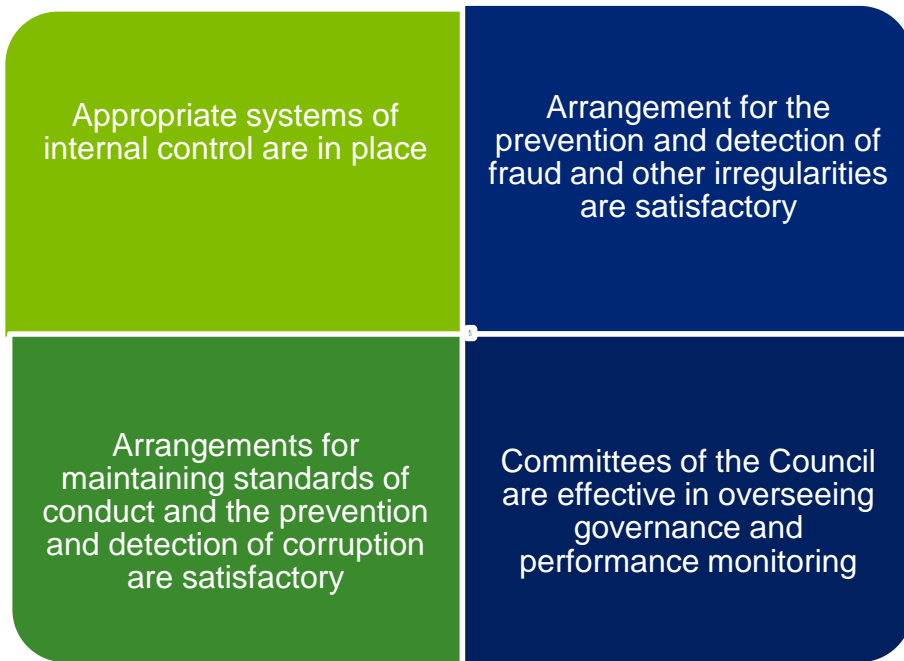 Appropriate systems of
internal control are in place
Arrangement for the
prevention and detection of
fraud and other irregularities
are satisfactory
Arrangements for
maintaining standards of
conduct and the prevention
and detection of corruption
are satisfactory
Committees of the Council
are effective in overseeing
governance and
performance monitoring